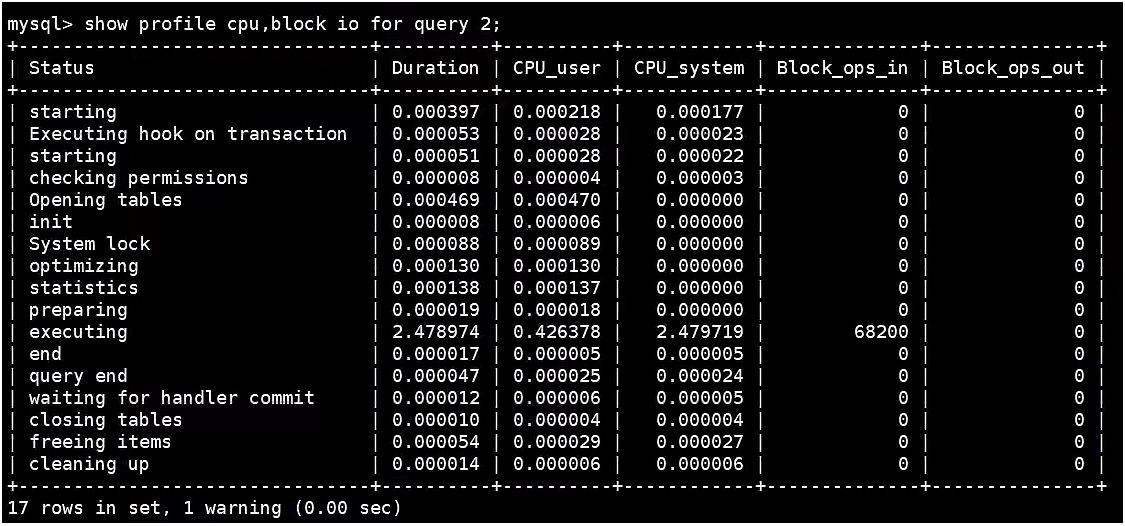 mysql> show profile cpu,block io for query 2;
+---------------------------------+----------+----------+------------+--------------+---------------+
| Status                          | Duration | CPU_user | CPU_system | Block_ops_in | Block_ops_out |
+---------------------------------+----------+----------+------------+--------------+---------------+
| starting                        | 0.000397 | 0.000218 |   0.000177 |            0 |             0 |
| Executing hook on transaction   | 0.000053 | 0.000028 |   0.000023 |            0 |             0 |
| starting                        | 0.000051 | 0.000028 |   0.000022 |            0 |             0 |
| checking permissions            | 0.000008 | 0.000004 |   0.000003 |            0 |             0 |
| Opening tables                  | 0.000469 | 0.000470 |   0.000000 |            0 |             0 |
| init                            | 0.000008 | 0.000006 |   0.000000 |            0 |             0 |
| System lock                     | 0.000088 | 0.000089 |   0.000000 |            0 |             0 |
| optimizing                      | 0.000130 | 0.000130 |   0.000000 |            0 |             0 |
| statistics                      | 0.000138 | 0.000137 |   0.000000 |            0 |             0 |
| preparing                       | 0.000019 | 0.000018 |   0.000000 |            0 |             0 |
| executing                       | 2.478974 | 0.426378 |   2.479719 |        68200 |             0 |
| end                             | 0.000017 | 0.000005 |   0.000005 |            0 |             0 |
| query end                       | 0.000047 | 0.000025 |   0.000024 |            0 |             0 |
| waiting for handler commit      | 0.000012 | 0.000006 |   0.000005 |            0 |             0 |
| closing tables                  | 0.000010 | 0.000004 |   0.000004 |            0 |             0 |
| freeing items                   | 0.000054 | 0.000029 |   0.000027 |            0 |             0 |
| cleaning up                     | 0.000014 | 0.000006 |   0.000006 |            0 |             0 |
+---------------------------------+----------+----------+------------+--------------+---------------+
17 rows in set, 1 warning (0.00 sec)